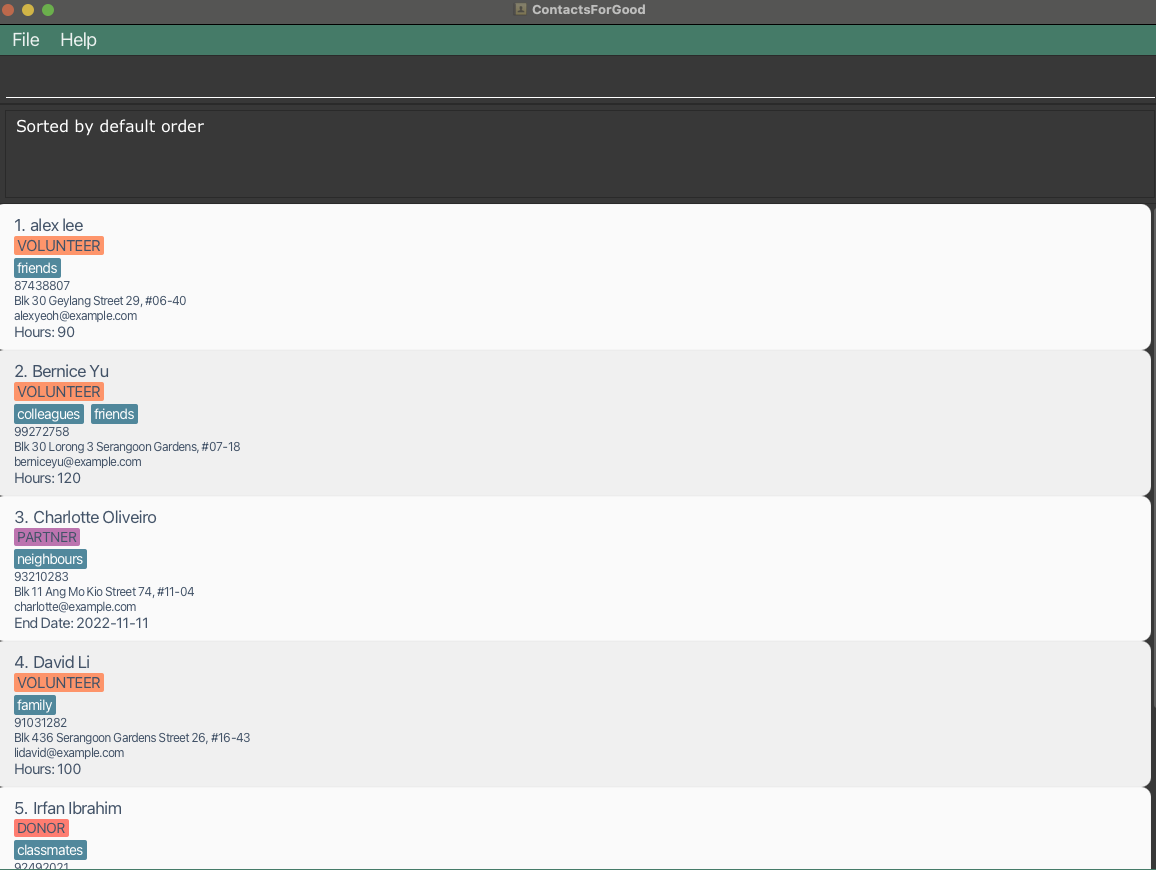 ContactsForGood
File Help
Sorted by default order
1. alex lee
VOLUNTEER
friends
87438807
Blk 30 Geylang Street 29, #06-40
alexyeoh@example.com
Hours: 90
2. Bernice Yu
VOLUNTEER
colleagues friends
99272758
Blk 30 Lorong 3 Serangoon Gardens, #07-18
berniceyu@example.com
Hours: 120
3. Charlotte Oliveiro
PARTNER
neighbours
93210283
Blk 11 Ang Mo Kio Street 74, #11-04
charlotte@example.com
End Date: 2022-11-11
4. David Li
VOLUNTEER
family
91031282
Blk 436 Serangoon Gardens Street 26, #16-43
lidavid@example.com
Hours: 100
5. Irfan Ibrahim
DONOR
classmates
92492021